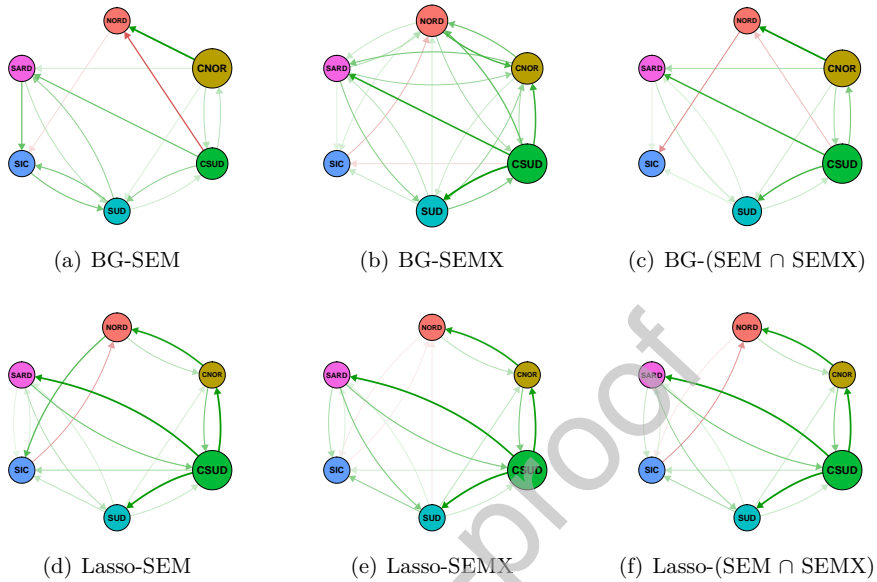 NORD NORD NORD
SARD CNOR SARD CNOR SARD CNOR
SIC CSUD SIC CSUD SIC CSUD
SUD SUD SUD
(a) BG-SEM (b) BG-SEMX (c) BG-(SEM ∩ SEMX)
NORD NORD NORD
SARD CNOR SARD CNOR SARD CNOR
SIC CSUD SIC CSUD SIC CSUD
SUD SUD SUD
(d) Lasso-SEM (e) Lasso-SEMX (f) Lasso-(SEM ∩ SEMX)
proof